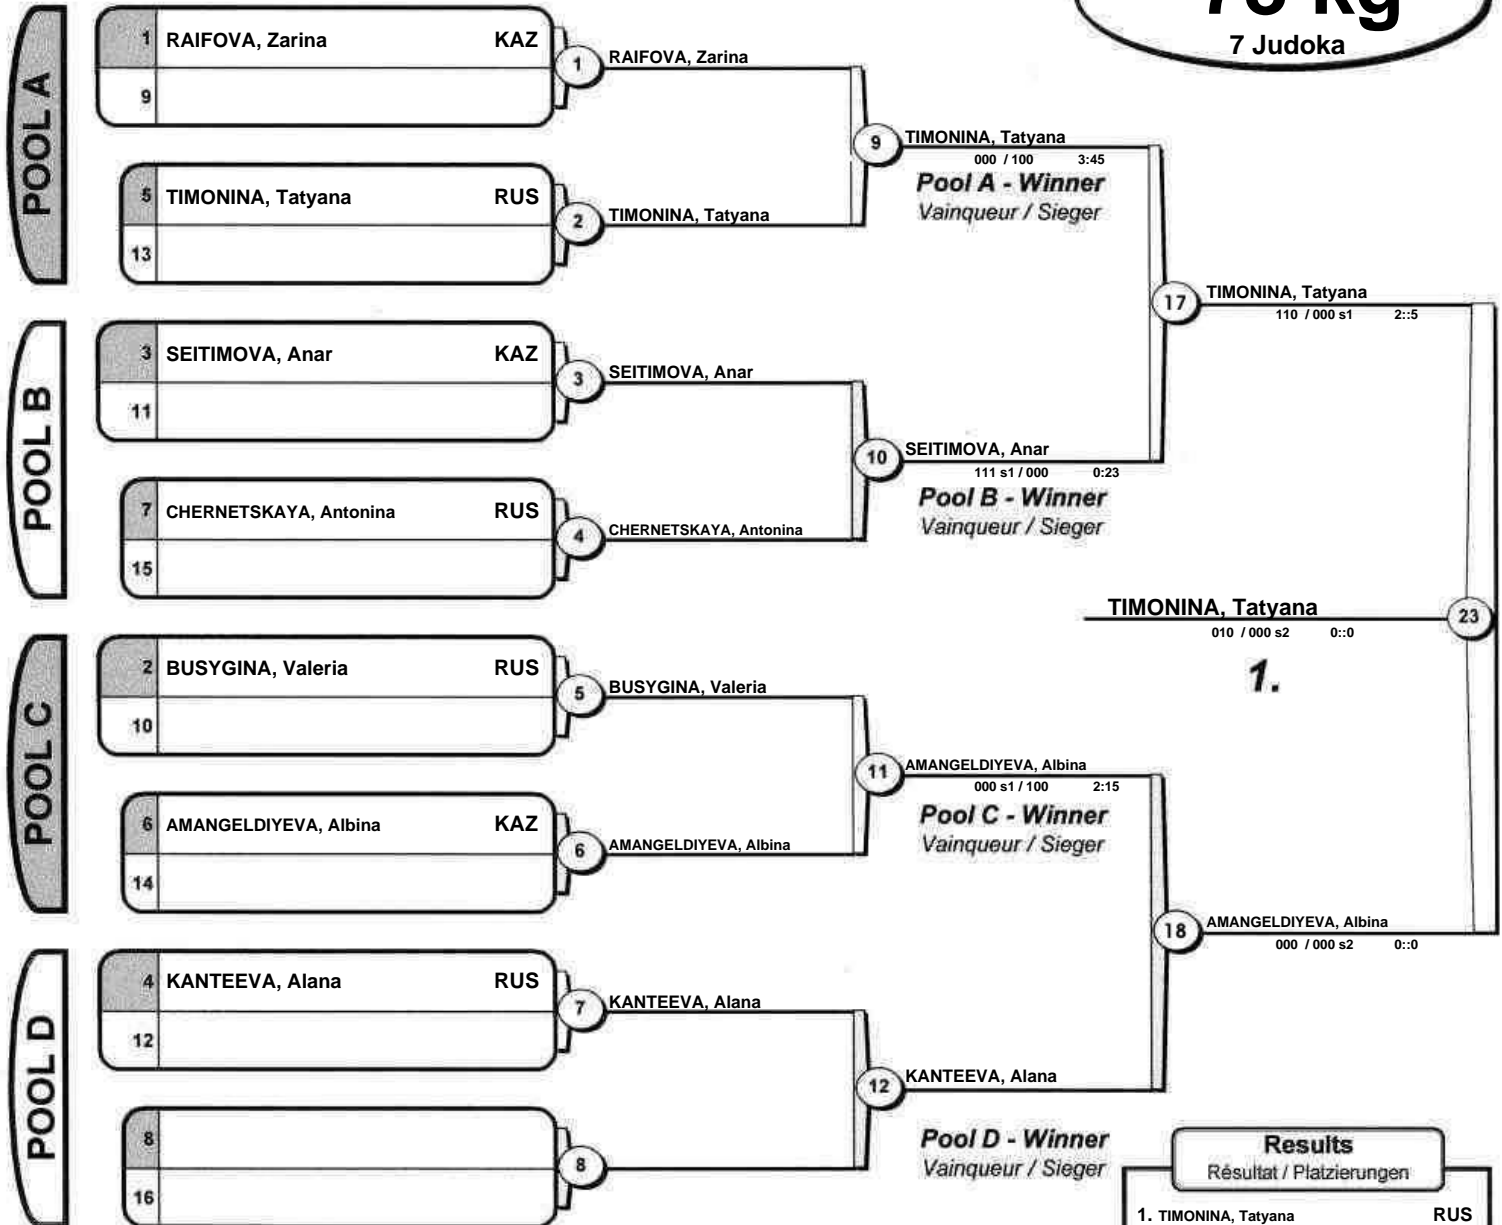 78 kg
7 Judoka
POOL A
1 RAIFOVA, Zarina KAZ
9
5 TIMONINA, Tatyana RUS
13
1 RAIFOVA, Zarina
2 TIMONINA, Tatyana
9 TIMONINA, Tatyana
000 / 100 3:45
Pool A - Winner
Vainqueur / Sieger
POOL B
3 SEITIMOVA, Anar KAZ
11
7 CHERNETSKAYA, Antonina RUS
15
3 SEITIMOVA, Anar
4 CHERNETSKAYA, Antonina
10 SEITIMOVA, Anar
111 s1 / 000 0:23
Pool B - Winner
Vainqueur / Sieger
17 TIMONINA, Tatyana
110 / 000 s1 2::5
TIMONINA, Tatyana 23
010 / 000 s2 0::0
1.
POOL C
2 BUSYGINA, Valeria RUS
10
6 AMANGELDIYEVA, Albina KAZ
14
5 BUSYGINA, Valeria
6 AMANGELDIYEVA, Albina
11 AMANGELDIYEVA, Albina
000 s1 / 100 2:15
Pool C - Winner
Vainqueur / Sieger
18 AMANGELDIYEVA, Albina
000 / 000 s2 0::0
POOL D
4 KANTEEVA, Alana RUS
12
8
16
7 KANTEEVA, Alana
8
12 KANTEEVA, Alana
Pool D - Winner
Vainqueur / Sieger
Results
Résultat / Platzierungen
1. TIMONINA, Tatyana RUS